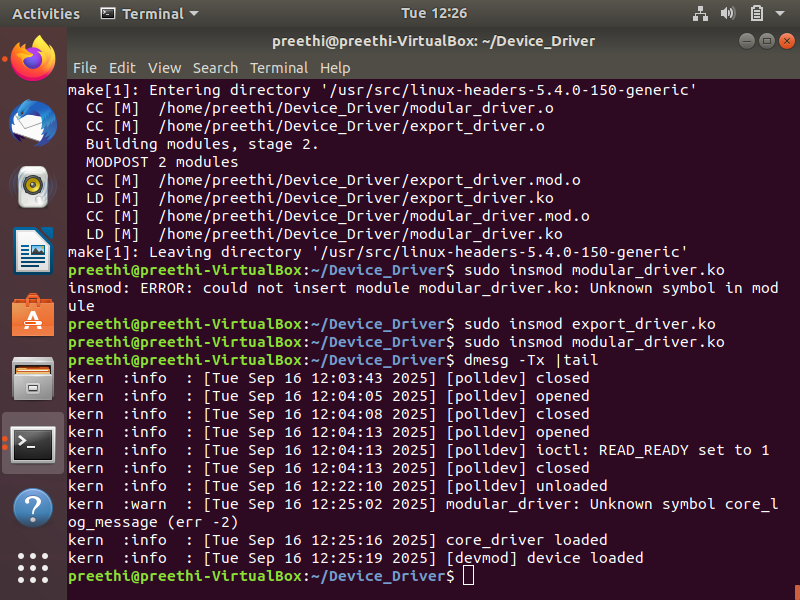 Activities Terminal Tue 12:26
preethi@preethi-VirtualBox: ~/Device_Driver
File Edit View Search Terminal Help
make[1]: Entering directory '/usr/src/linux-headers-5.4.0-150-generic'
  CC [M]  /home/preethi/Device_Driver/modular_driver.o
  CC [M]  /home/preethi/Device_Driver/export_driver.o
  Building modules, stage 2.
  MODPOST 2 modules
  CC [M]  /home/preethi/Device_Driver/export_driver.mod.o
  LD [M]  /home/preethi/Device_Driver/export_driver.ko
  CC [M]  /home/preethi/Device_Driver/modular_driver.mod.o
  LD [M]  /home/preethi/Device_Driver/modular_driver.ko
make[1]: Leaving directory '/usr/src/linux-headers-5.4.0-150-generic'
preethi@preethi-VirtualBox:~/Device_Driver$ sudo insmod modular_driver.ko
insmod: ERROR: could not insert module modular_driver.ko: Unknown symbol in mod
ule
preethi@preethi-VirtualBox:~/Device_Driver$ sudo insmod export_driver.ko
preethi@preethi-VirtualBox:~/Device_Driver$ sudo insmod modular_driver.ko
preethi@preethi-VirtualBox:~/Device_Driver$ dmesg -Tx |tail
kern  :info  : [Tue Sep 16 12:03:43 2025] [polldev] closed
kern  :info  : [Tue Sep 16 12:04:05 2025] [polldev] opened
kern  :info  : [Tue Sep 16 12:04:08 2025] [polldev] closed
kern  :info  : [Tue Sep 16 12:04:13 2025] [polldev] opened
kern  :info  : [Tue Sep 16 12:04:13 2025] [polldev] ioctl: READ_READY set to 1
kern  :info  : [Tue Sep 16 12:04:13 2025] [polldev] closed
kern  :info  : [Tue Sep 16 12:22:10 2025] [polldev] unloaded
kern  :warn  : [Tue Sep 16 12:25:02 2025] modular_driver: Unknown symbol core_l
og_message (err -2)
kern  :info  : [Tue Sep 16 12:25:16 2025] core_driver loaded
kern  :info  : [Tue Sep 16 12:25:19 2025] [devmod] device loaded
preethi@preethi-VirtualBox:~/Device_Driver$